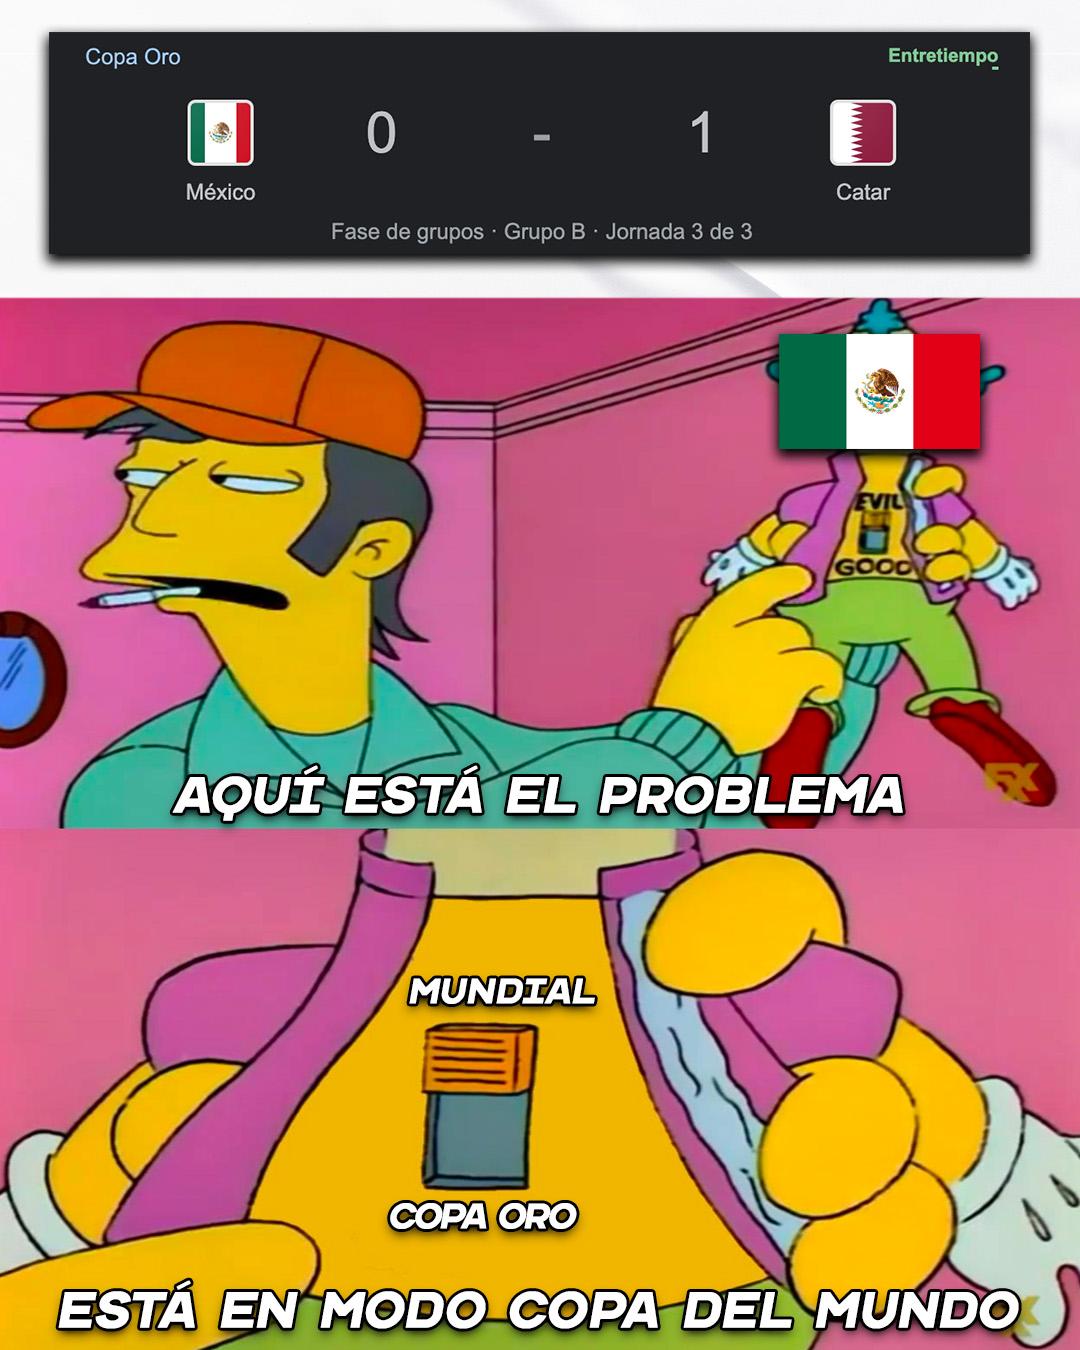 Copa Oro
Entretiempo
0 - 1
México
Catar
Fase de grupos · Grupo B · Jornada 3 de 3
EVIL
GOOD
FX
AQUÍ ESTÁ EL PROBLEMA
MUNDIAL
COPA ORO
ESTÁ EN MODO COPA DEL MUNDO